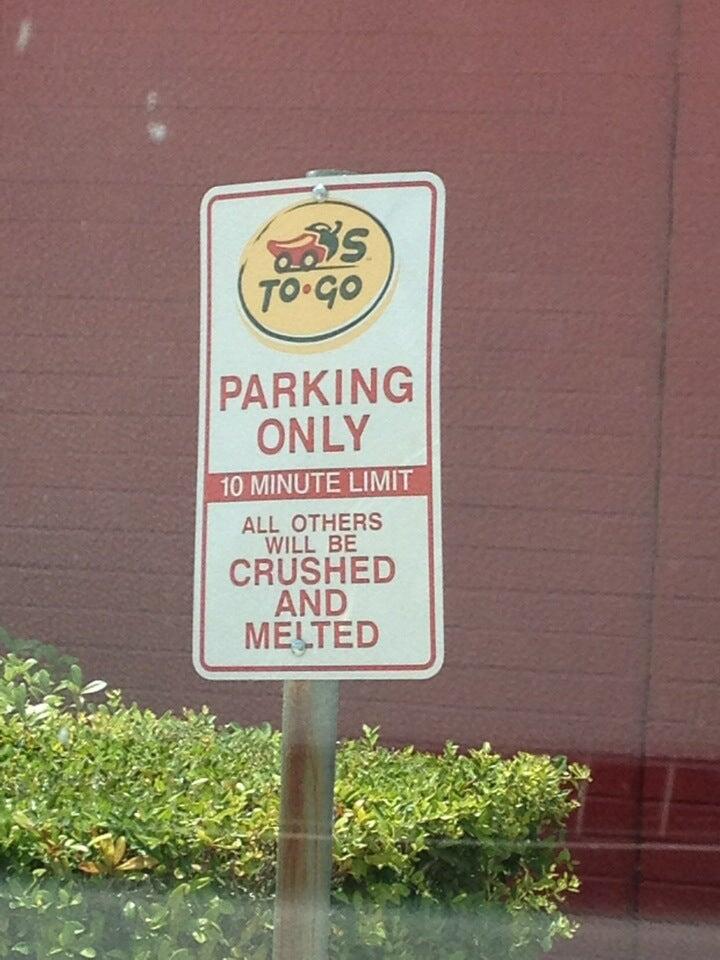 'S
TO•GO
PARKING
ONLY
10 MINUTE LIMIT
ALL OTHERS
WILL BE
CRUSHED
AND
MELTED